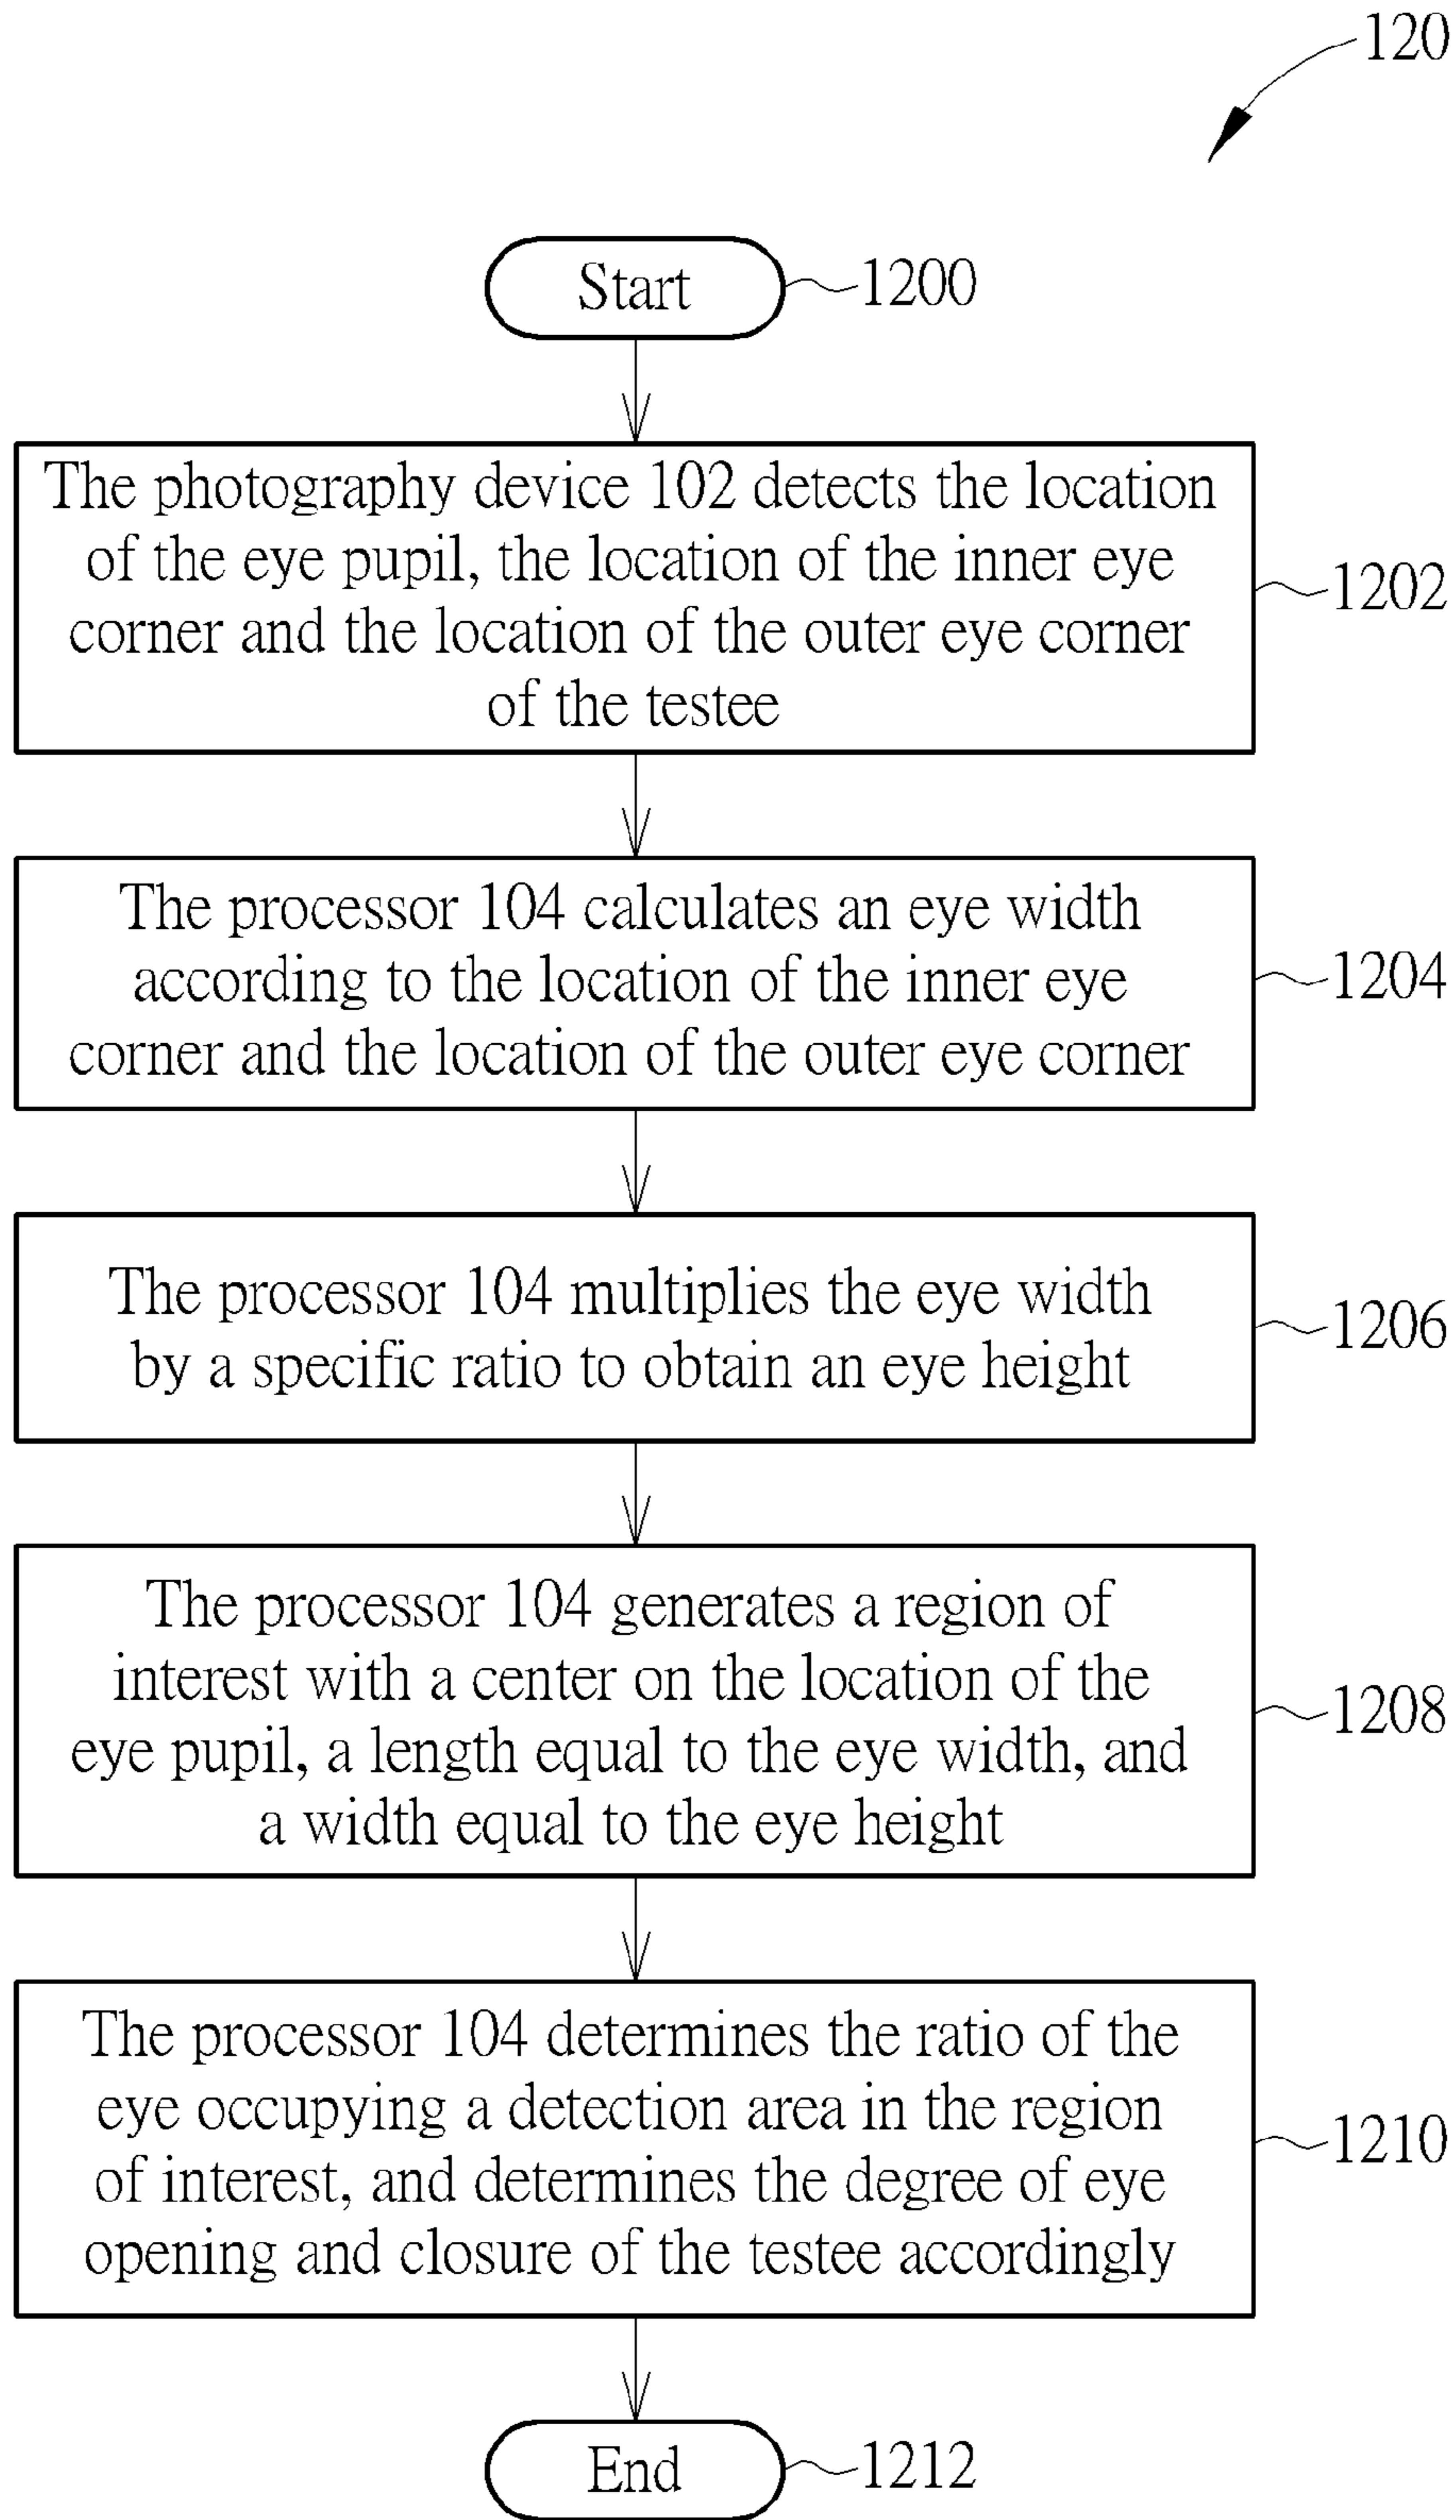 120
Start
1200
The photography device 102 detects the location
of the eye pupil, the location of the inner eye
corner and the location of the outer eye corner
of the testee
1202
The processor 104 calculates an eye width
according to the location of the inner eye
corner and the location of the outer eye corner
1204
The processor 104 multiplies the eye width
by a specific ratio to obtain an eye height
1206
The processor 104 generates a region of
interest with a center on the location of the
eye pupil, a length equal to the eye width, and
a width equal to the eye height
1208
The processor 104 determines the ratio of the
eye occupying a detection area in the region
of interest, and determines the degree of eye
opening and closure of the testee accordingly
1210
End
1212